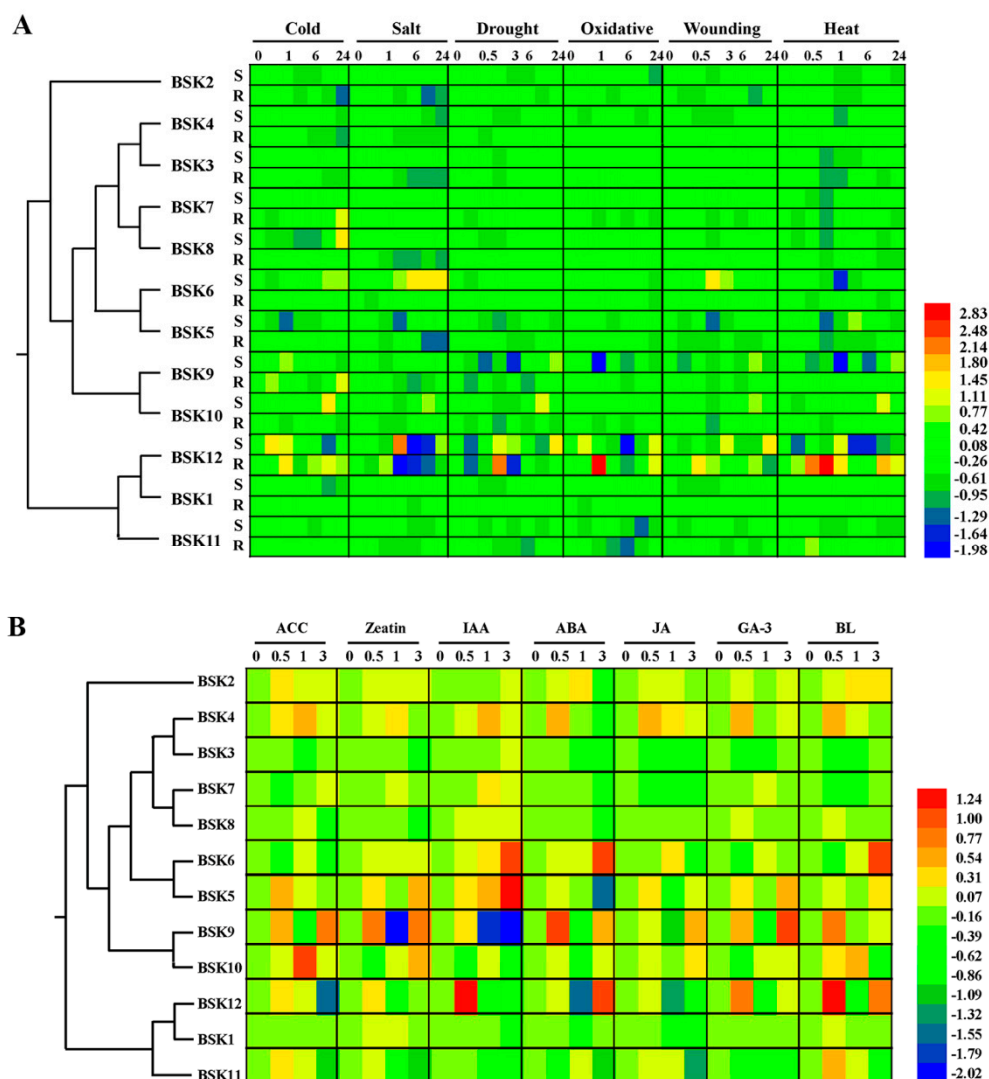 A
Cold Salt Drought Oxidative Wounding Heat
0 1 6 24 1 6 24 0 0.5 3 6 24 0 1 6 24 0 0.5 3 6 24 0 0.5 1 6 24
BSK2 S
R
BSK4 S
R
BSK3 S
R
BSK7 S
R
BSK8 S
R
BSK6 S
R
BSK5 S
R
BSK9 S
R
BSK10 S
R
BSK12 S
R
BSK1 S
R
BSK11 S
R
2.83
2.48
2.14
1.80
1.45
1.11
0.77
0.42
0.08
-0.26
-0.61
-0.95
-1.29
-1.64
-1.98
B
ACC Zeatin IAA ABA JA GA-3 BL
0 0.5 1 3 0 0.5 1 3 0 0.5 1 3 0 0.5 1 3 0 0.5 1 3 0 0.5 1 3 0 0.5 1 3
BSK2
BSK4
BSK3
BSK7
BSK8
BSK6
BSK5
BSK9
BSK10
BSK12
BSK1
BSK11
1.24
1.00
0.77
0.54
0.31
0.07
-0.16
-0.39
-0.62
-0.86
-1.09
-1.32
-1.55
-1.79
-2.02